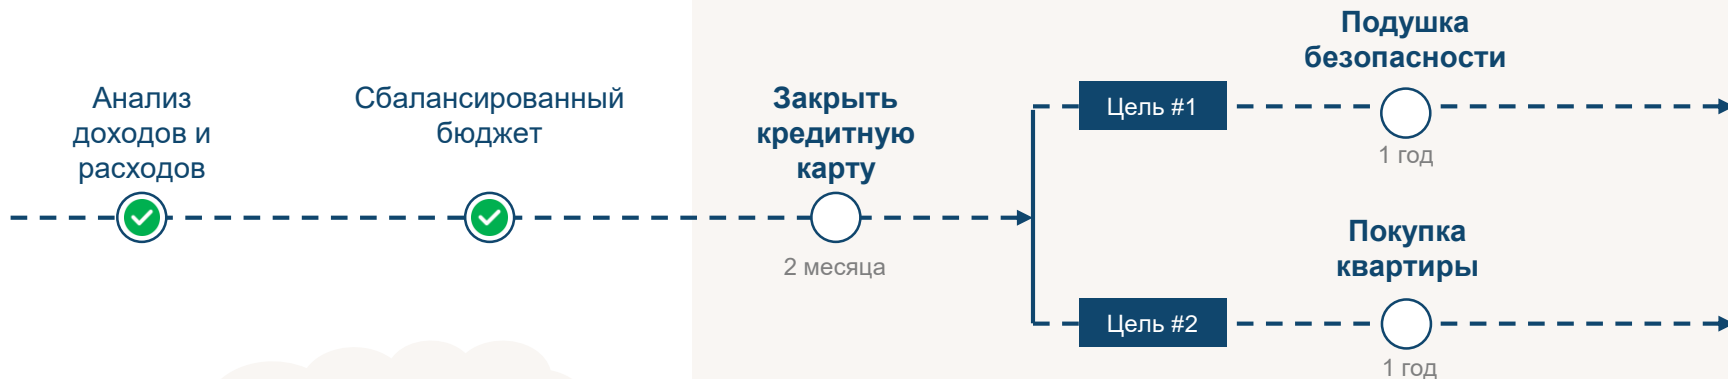 Анализ
доходов и
расходов
Сбалансированный
бюджет
Закрыть
кредитную
карту
2 месяца
Цель #1
Подушка
безопасности
1 год
Цель #2
Покупка
квартиры
1 год